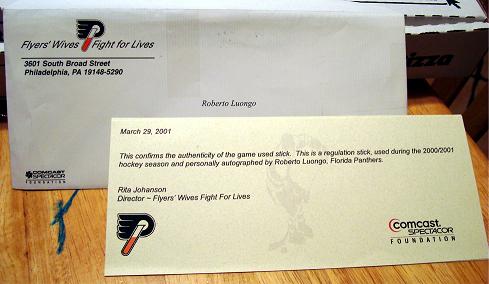 Flyers' Wives Fight for Lives
3601 South Broad Street
Philadelphia, PA 19148-5290
Roberto Luongo
COMCAST
SPECTACOR
FOUNDATION
izza
March 29, 2001
This confirms the authenticity of the game used stick. This is a regulation stick, used during the 2000/2001
hockey season and personally autographed by Roberto Luongo, Florida Panthers.
Rita Johanson
Director ~ Flyers' Wives Fight For Lives
comcast.
SPECTACOR
FOUNDATION